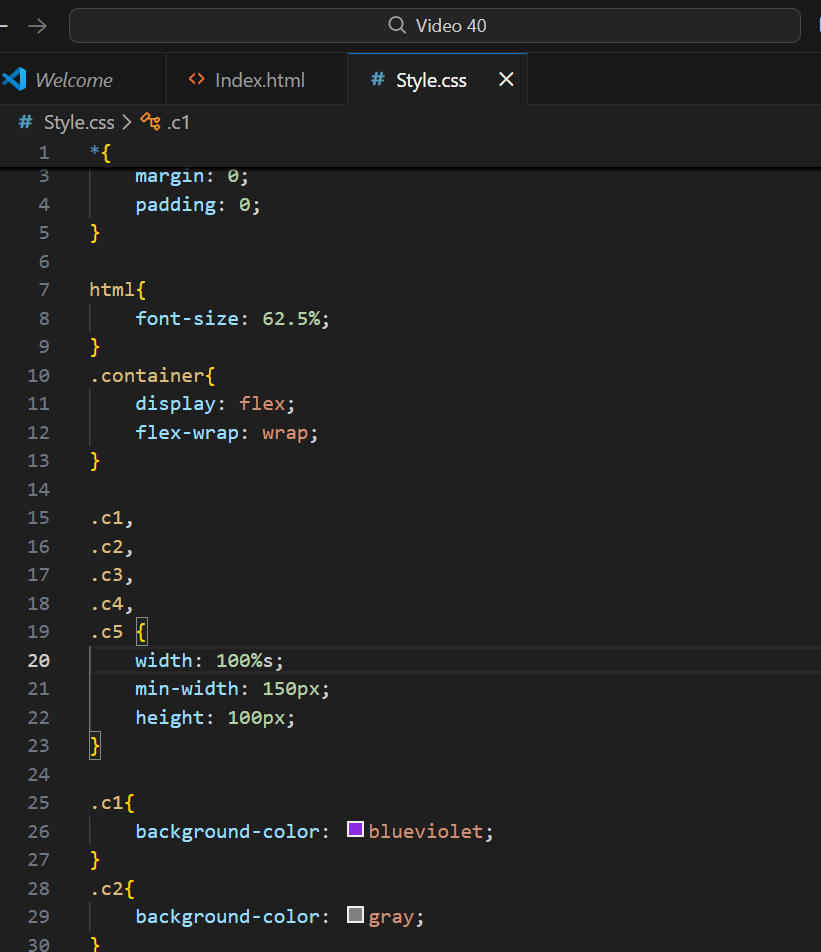 Video 40
Welcome
<> Index.html
# Style.css ×
# Style.css > .c1
1 *{
3 margin: 0;
4 padding: 0;
5 }
6
7 html{
8 font-size: 62.5%;
9 }
10 .container{
11 display: flex;
12 flex-wrap: wrap;
13 }
14
15 .c1,
16 .c2,
17 .c3,
18 .c4,
19 .c5 {
20 width: 100%s;
21 min-width: 150px;
22 height: 100px;
23 }
24
25 .c1{
26 background-color: blueviolet;
27 }
28 .c2{
29 background-color: gray;
30 }